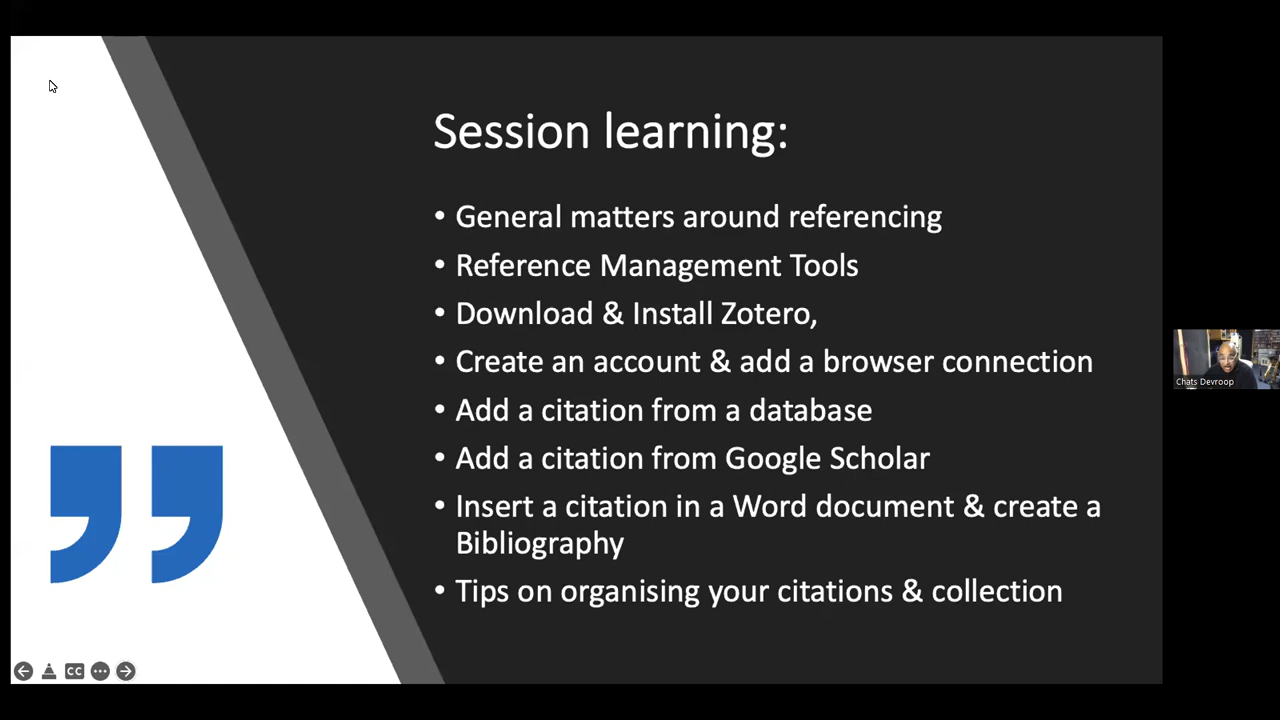 Session learning:
• General matters around referencing
• Reference Management Tools
• Download & Install Zotero,
• Create an account & add a browser connection
• Add a citation from a database
• Add a citation from Google Scholar
• Insert a citation in a Word document & create a
Bibliography
• Tips on organising your citations & collection
Chats Devroop
CC